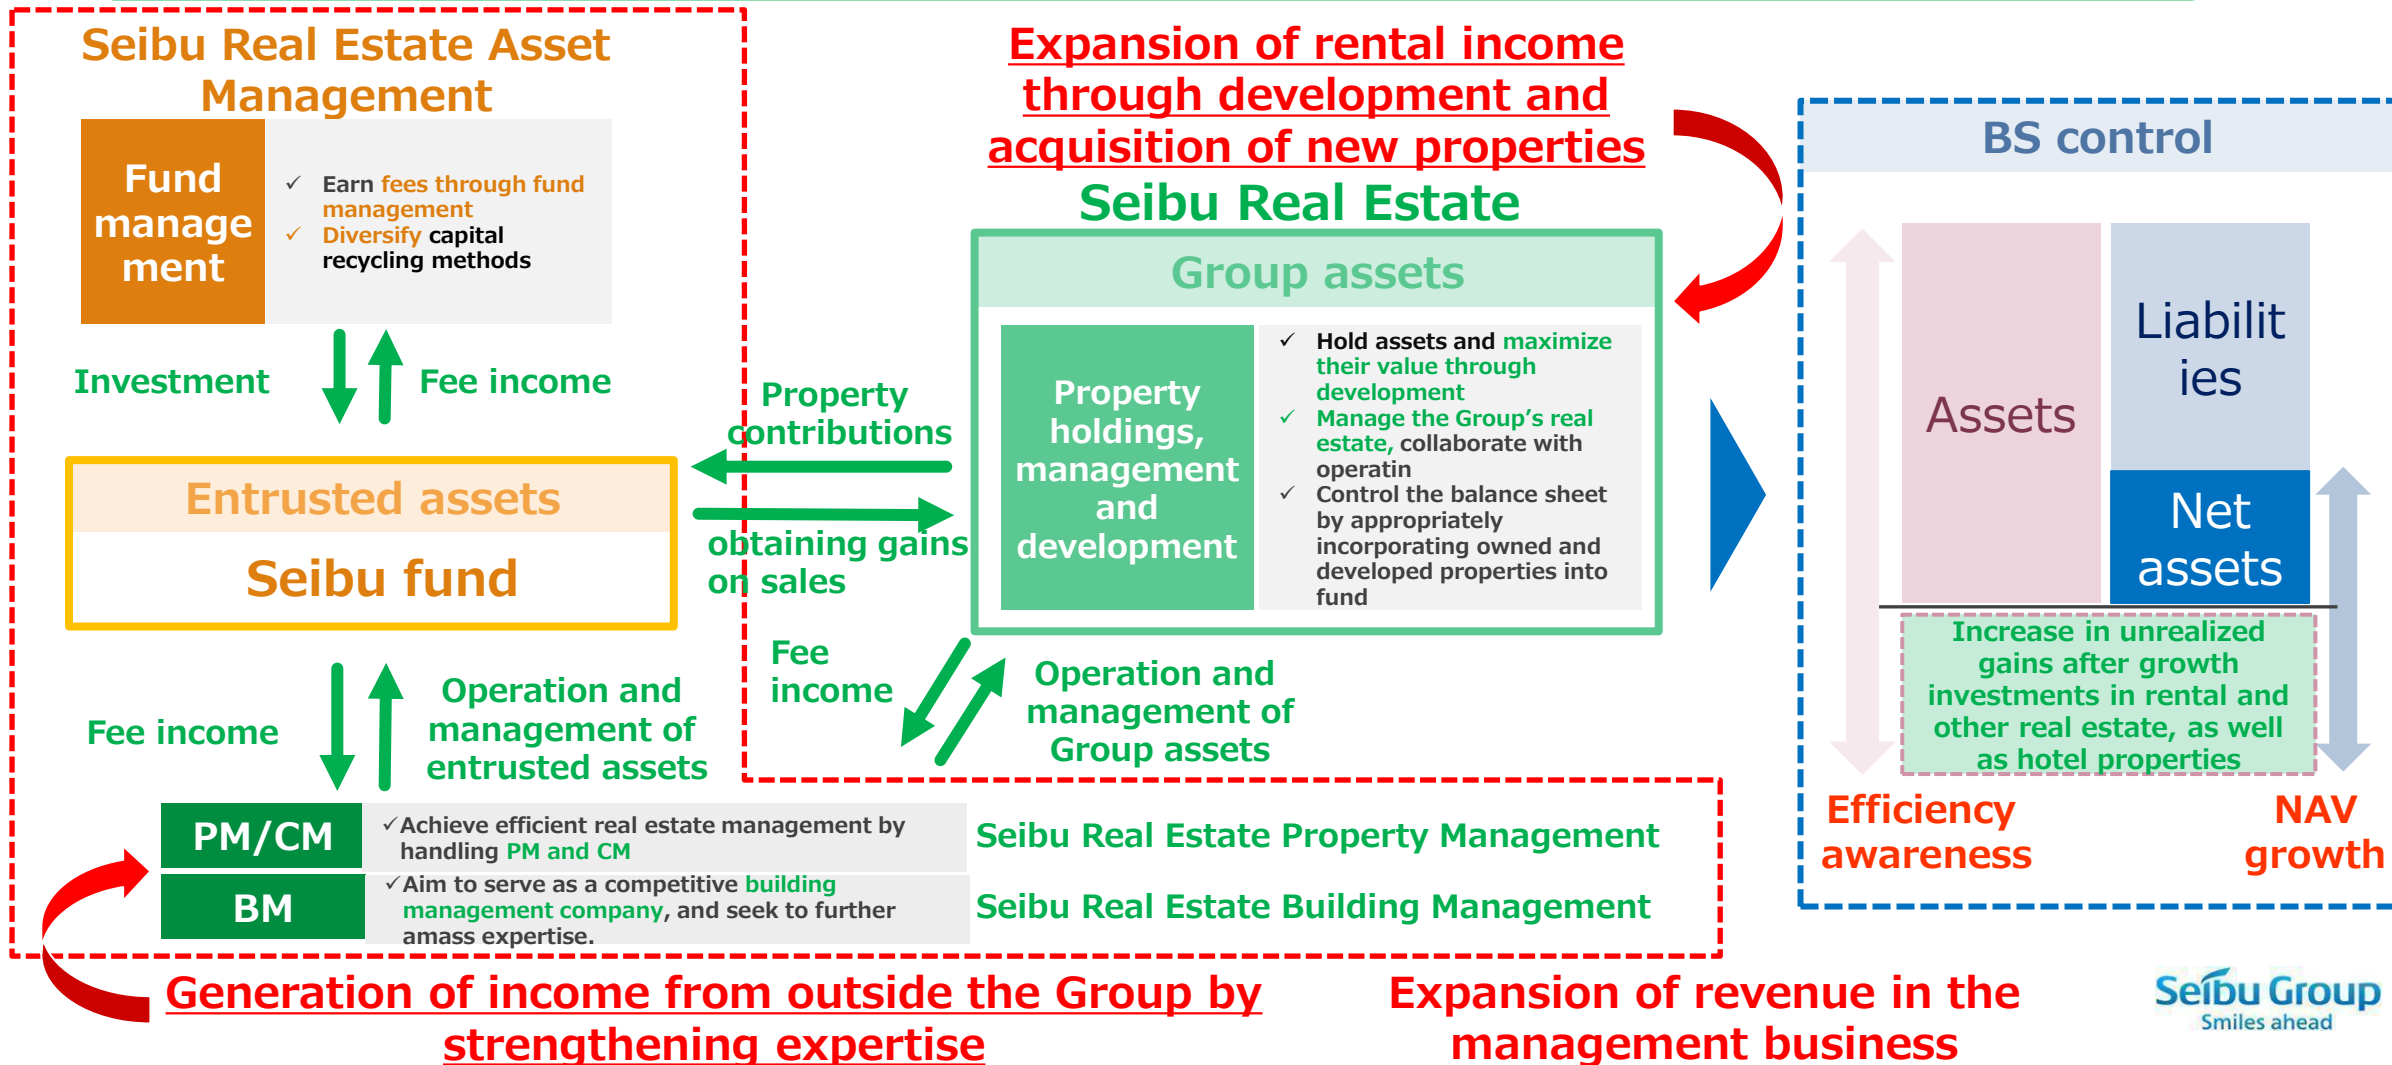 Seibu Real Estate Asset
Management
Fund
manage
ment
✓ Earn fees through fund
management
✓ Diversify capital
recycling methods
Investment
Fee income
Entrusted assets
Seibu fund
Property
contributions
obtaining gains
on sales
Fee income
Operation and
management of
entrusted assets
Expansion of rental income
through development and
acquisition of new properties
Seibu Real Estate
Group assets
Property
holdings,
management
and
development
✓ Hold assets and maximize
their value through
development
✓ Manage the Group's real
estate, collaborate with
operatin
✓ Control the balance sheet
by appropriately
incorporating owned and
developed properties into
fund
Fee
income
Operation and
management of
Group assets
PM/CM
✓Achieve efficient real estate management by
handling PM and CM
Seibu Real Estate Property Management
BM
✓Aim to serve as a competitive building
management company, and seek to further
amass expertise.
Seibu Real Estate Building Management
Generation of income from outside the Group by
strengthening expertise
Expansion of revenue in the
management business
BS control
Assets
Liabilit
ies
Net
assets
Increase in unrealized
gains after growth
investments in rental and
other real estate, as well
as hotel properties
Efficiency
awareness
NAV
growth
Seibu Group
Smiles ahead